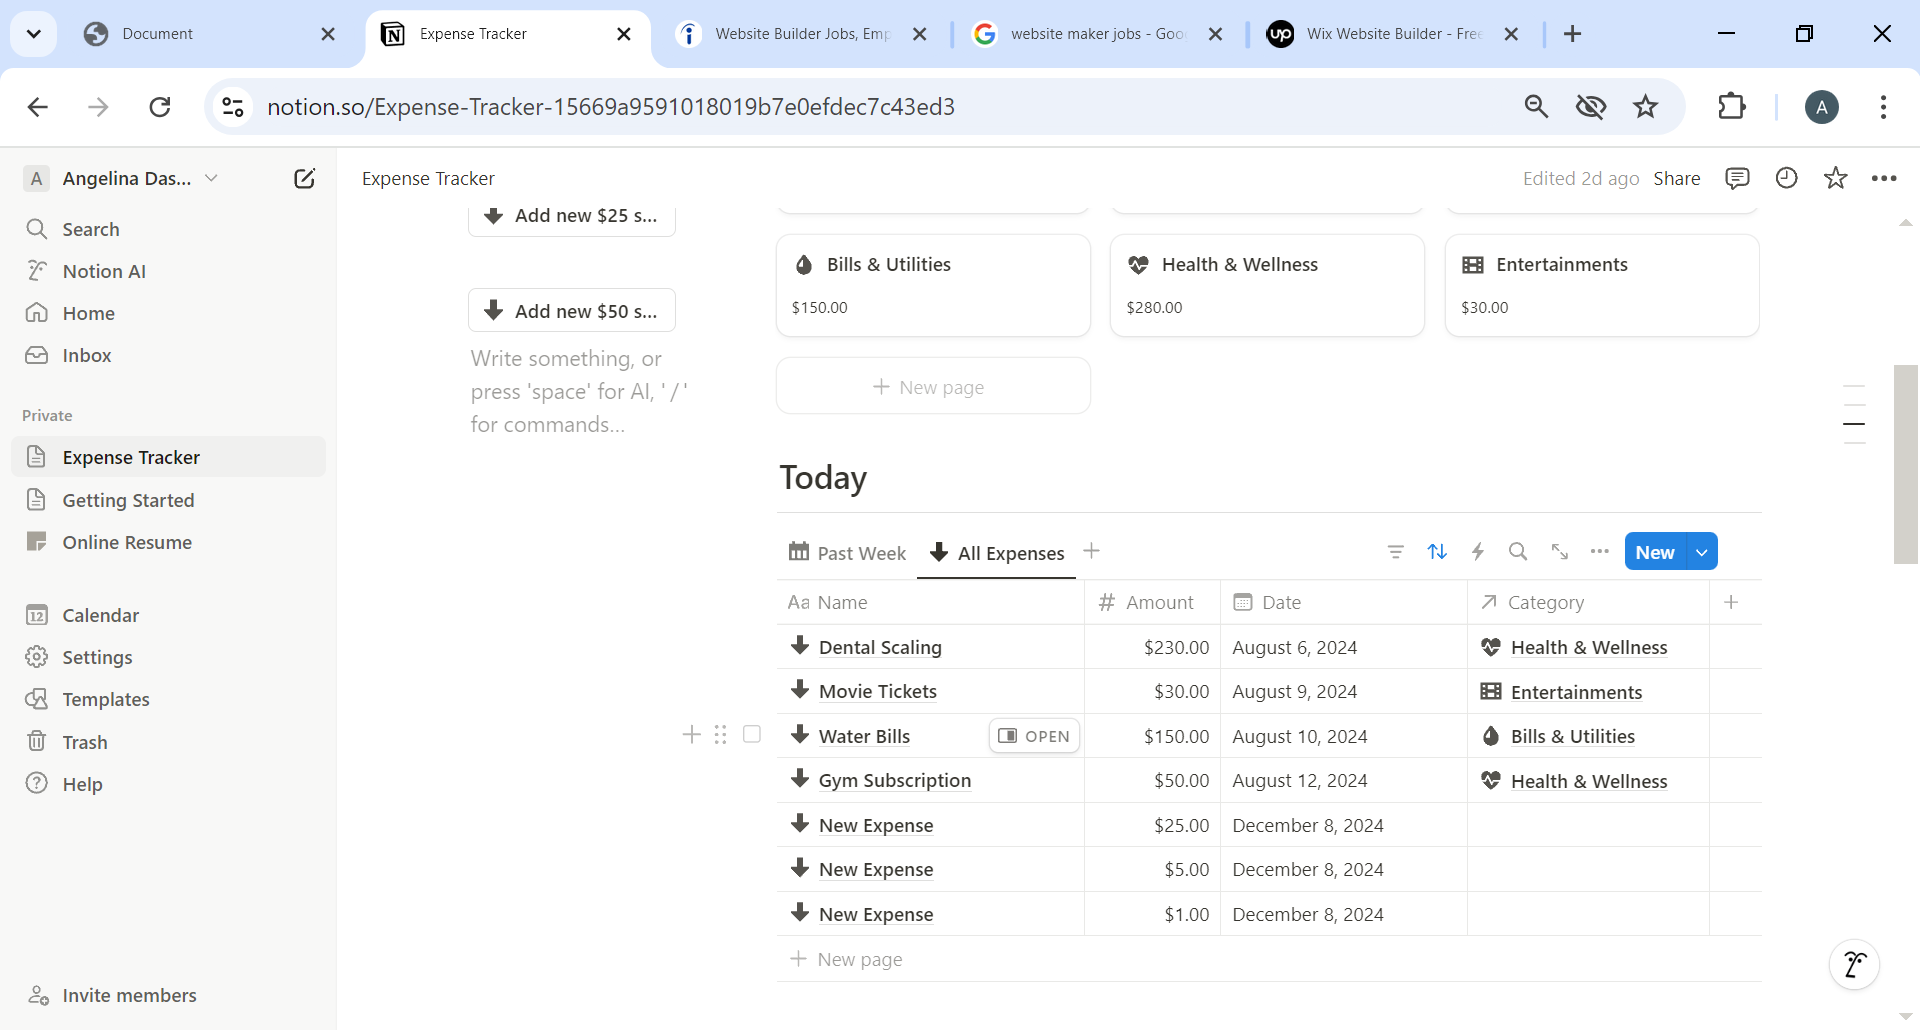 Document
Expense Tracker
Website Builder Jobs, Emp
website maker jobs - Goo
Wix Website Builder - Free
notion.so/Expense-Tracker-15669a9591018019b7e0efdec7c43ed3
A
A
Angelina Das...
Expense Tracker
Edited 2d ago
Share
Search
Notion AI
Home
Inbox
Private
Expense Tracker
Getting Started
Online Resume
12
Calendar
Settings
Templates
Trash
Help
Invite members
Add new $25 s...
Add new $50 s...
Write something, or
press 'space' for AI, '/'
for commands...
Bills & Utilities
$150.00
Health & Wellness
$280.00
Entertainments
$30.00
New page
Today
Past Week
All Expenses
New
Aa Name
# Amount
Date
Category
Dental Scaling $230.00 August 6, 2024 Health & Wellness
Movie Tickets $30.00 August 9, 2024 Entertainments
Water Bills OPEN $150.00 August 10, 2024 Bills & Utilities
Gym Subscription $50.00 August 12, 2024 Health & Wellness
New Expense $25.00 December 8, 2024
New Expense $5.00 December 8, 2024
New Expense $1.00 December 8, 2024
New page